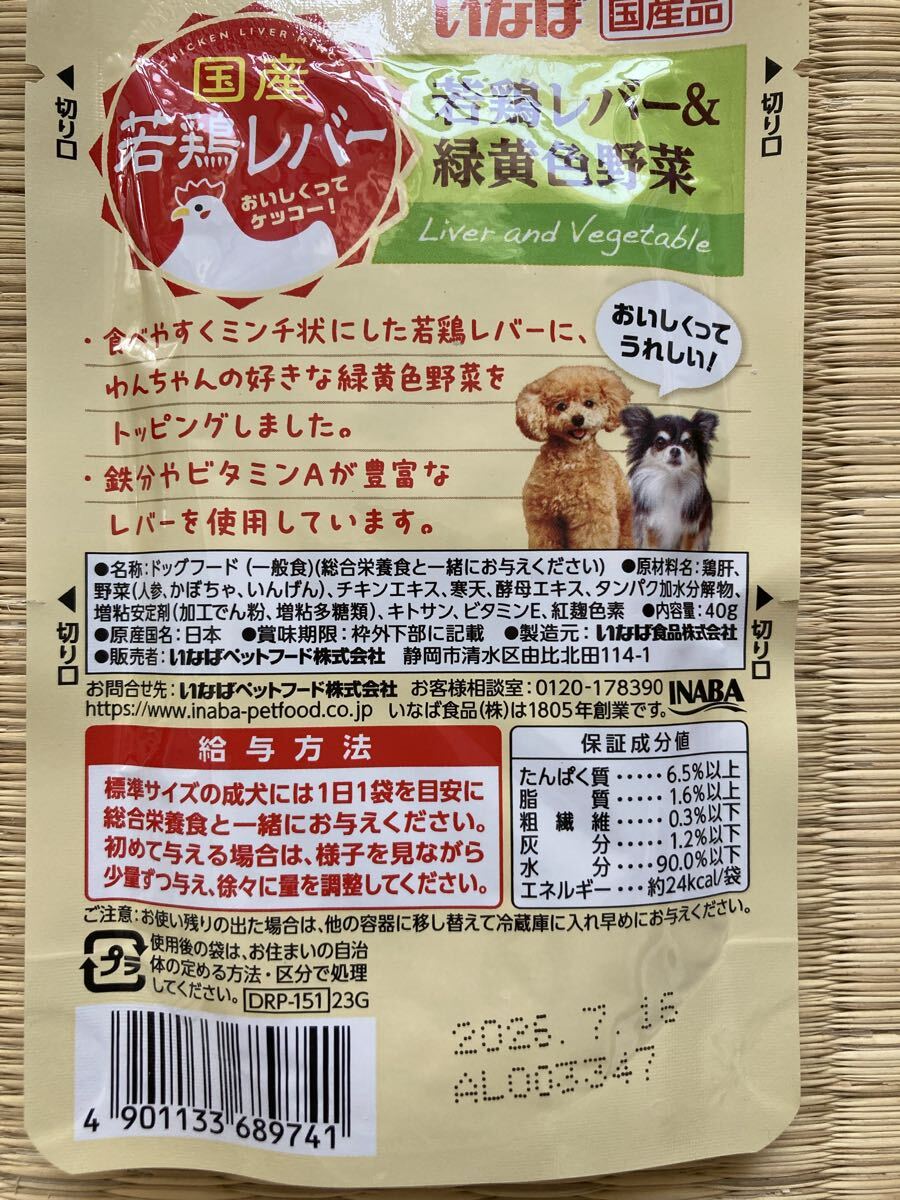 いなば 国産品
CHICKEN LIVER MINCE
国産
若鶏レバー
おいしくって
ケッコー!
若鶏レバー&
緑黄色野菜
Liver and Vegetable
切り口
切り口
・食べやすくミンチ状にした若鶏レバーに、
わんちゃんの好きな緑黄色野菜を
トッピングしました。
・鉄分やビタミンAが豊富な
レバーを使用しています。
おいしくって
うれしい!
●名称:ドッグフード(一般食)(総合栄養食と一緒にお与えください) ●原材料名:鶏肝、
野菜(人参、かぼちゃ、いんげん)、チキンエキス、寒天、酵母エキス、タンパク加水分解物、
増粘安定剤(加工でん粉、増粘多糖類)、キトサン、ビタミンE、紅麹色素 ●内容量:40g
●原産国名:日本 ●賞味期限:枠外下部に記載 ●製造元:いなば食品株式会社
●販売者:いなばペットフード株式会社 静岡市清水区由比北田114-1
切り口
切り口
お問合せ先:いなばペットフード株式会社 お客様相談室:0120-178390 INABA
https://www.inaba-petfood.co.jp いなば食品(株)は1805年創業です。
給与方法
標準サイズの成犬には1日1袋を目安に
総合栄養食と一緒にお与えください。
初めて与える場合は、様子を見ながら
少量ずつ与え、徐々に量を調整してください。
保証成分値
たんぱく質・・・・・6.5%以上
脂質・・・・・1.6%以上
粗繊維・・・・・0.3%以下
灰分・・・・・1.2%以下
水分・・・・・90.0%以下
エネルギー・・・約24kcal/袋
ご注意:お使い残りの出た場合は、他の容器に移し替えて冷蔵庫に入れ早めにお与えください。
プラ
使用後の袋は、お住まいの自治
体の定める方法・区分で処理
してください。 DRP-151 23G
2026. 7. 16
AL003347
4 901133 689741